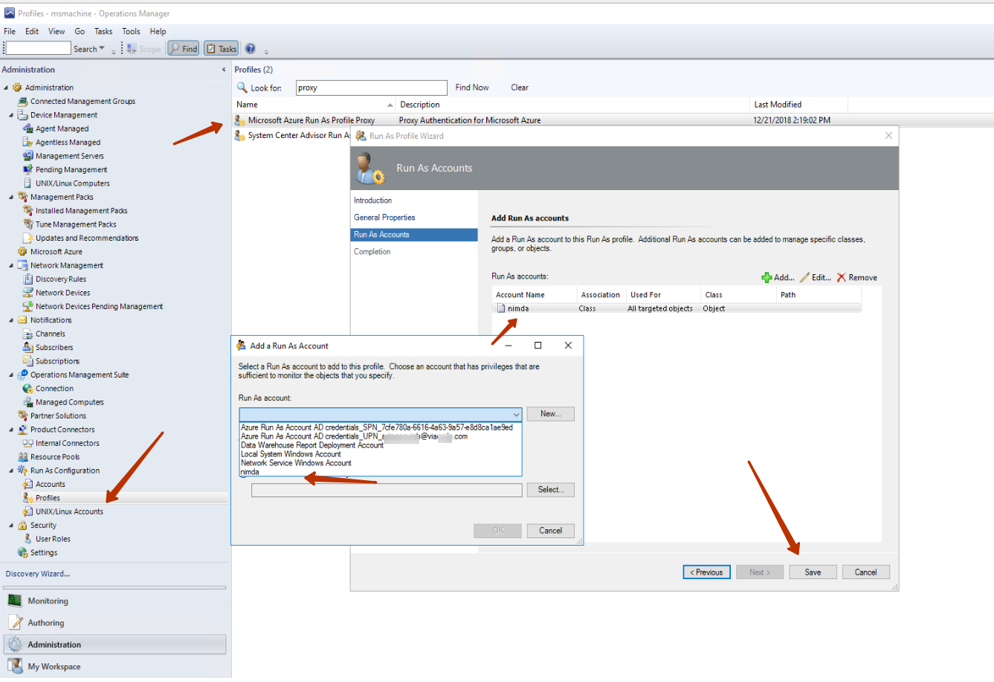 Profiles - msmachine - Operations Manager
File Edit View Go Tasks Tools Help
Search Scope Find Tasks
Administration
Administration
Connected Management Groups
Device Management
Agent Managed
Agentless Managed
Management Servers
Pending Management
UNIX/Linux Computers
Management Packs
Installed Management Packs
Tune Management Packs
Updates and Recommendations
Microsoft Azure
Network Management
Discovery Rules
Network Devices
Network Devices Pending Management
Notifications
Channels
Subscribers
Subscriptions
Operations Management Suite
Connection
Managed Computers
Partner Solutions
Product Connectors
Internal Connectors
Resource Pools
Run As Configuration
Accounts
Profiles
UNIX/Linux Accounts
Security
User Roles
Settings
Discovery Wizard...
Monitoring
Authoring
Administration
My Workspace
Profiles (2)
Look for: proxy Find Now Clear
Name Description Last Modified
Microsoft Azure Run As Profile Proxy Proxy Authentication for Microsoft Azure 12/21/2018 2:19:02 PM
System Center Advisor Run As
Run As Profile Wizard
Run As Accounts
Introduction
General Properties
Run As Accounts
Completion
Add Run As accounts
Add a Run As account to this Run As profile. Additional Run As accounts can be added to manage specific classes,
groups, or objects.
Run As accounts: Add... Edit... Remove
Account Name Association Used For Class Path
nimda Class All targeted objects Object
< Previous Next > Save Cancel
Add a Run As Account
Select a Run As account to add to this profile. Choose an account that has privileges that are
sufficient to monitor the objects that you specify.
Run As account:
New...
Azure Run As Account AD credentials_SPN_7cfe780a-6616-4a63-9a57-e8d8ca1ae9ed
Azure Run As Account AD credentials_UPN_
.com
Data Warehouse Report Deployment Account
Local System Windows Account
Network Service Windows Account
nimda
Select...
OK Cancel